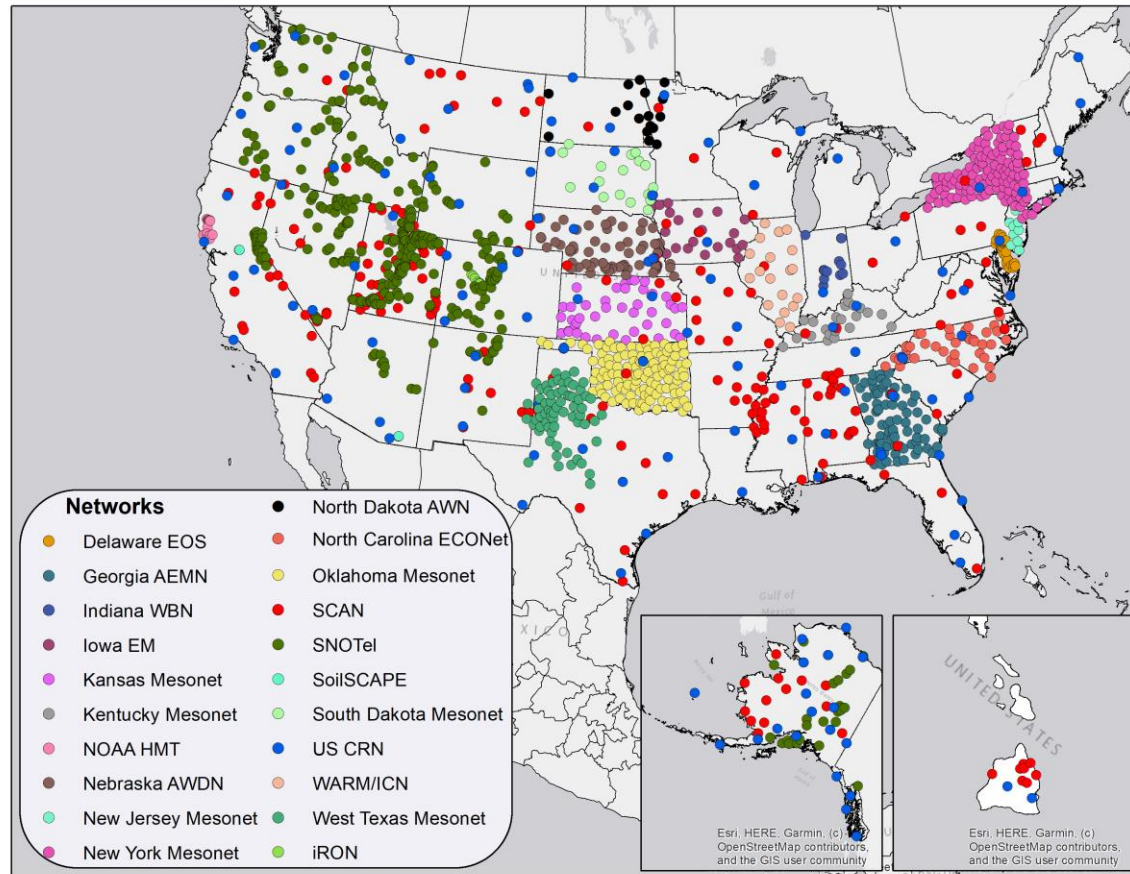 Networks
Delaware EOS
Georgia AEMN
Indiana WBN
Iowa EM
Kansas Mesonet
Kentucky Mesonet
NOAA HMT
Nebraska AWDN
New Jersey Mesonet
New York Mesonet
North Dakota AWN
North Carolina ECONet
Oklahoma Mesonet
SCAN
SNOTel
SoilSCAPE
South Dakota Mesonet
US CRN
WARM/ICN
West Texas Mesonet
iRON
Gulf of
Mexico
UNITED STATES
Esri, HERE, Garmin, (c)
OpenStreetMap contributors,
and the GIS user community
Esri, HERE, Garmin, (c)
OpenStreetMap contributors,
and the GIS user community